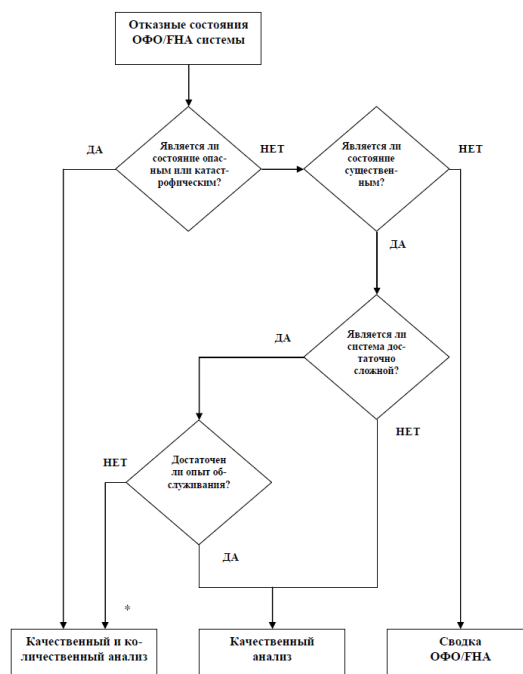 Отказные состояния
ОФО/FHA системы
ДА
Является ли
состояние опас-
ным или катаст-
рофическим?
НЕТ
Является ли
состояние
существен-
ным?
НЕТ
ДА
ДА
Является ли
система дос-
таточно
сложной?
НЕТ
НЕТ
Достаточен
ли опыт об-
служивания?
ДА
*
Качественный и ко-
личественный анализ
Качественный
анализ
Сводка
ОФО/FHA